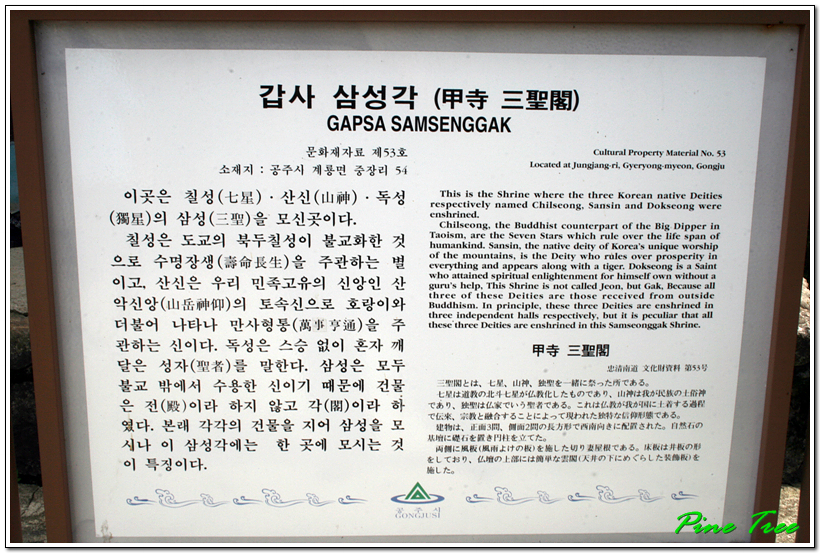 갑사 삼성각 (甲寺 三聖閣)
GAPSA SAMSENGGAK
문화재자료 제53호
소재지 : 공주시 계룡면 중장리 54
이곳은 칠성(七星)·산신(山神)·독성
(獨星)의 삼성(三聖)을 모신곳이다.
칠성은 도교의 북두칠성이 불교화한 것
으로 수명장생(壽命長生)을 주관하는 별
이고, 산신은 우리 민족고유의 신앙인 산
악신앙(山岳神仰)의 토속신으로 호랑이와
더불어 나타나 만사형통(萬事亨通)을 주
관하는 신이다. 독성은 스승 없이 혼자 깨
달은 성자(聖者)를 말한다. 삼성은 모두
불교 밖에서 수용한 신이기 때문에 건물
은 전(殿)이라 하지 않고 각(閣)이라 하
였다. 본래 각각의 건물을 지어 삼성을 모
시나 이 삼성각에는 한 곳에 모시는 것
이 특징이다.
Cultural Property Material No. 53
Located at Jungjang-ri, Gyeryong-myeon, Gongju
This is the Shrine where the three Korean native Deities
respectively named Chilseong, Sansin and Dokseong were
enshrined.
Chilseong, the Buddhist counterpart of the Big Dipper in
Taoism, are the Seven Stars which rule over the life span of
humankind. Sansin, the native deity of Korea's unique worship
of the mountains, is the Deity who rules over prosperity in
everything and appears along with a tiger. Dokseong is a Saint
who attained spiritual enlightenment for himself own without a
guru's help, This Shrine is not called Jeon, but Gak, Because all
three of these Deities are those received from outside
Buddhism. In principle, these three Deities are enshrined in
three independent halls respectively, but it is peculiar that all
these three Deities are enshrined in this Samseonggak Shrine.
甲寺 三聖閣
忠清南道 文化財資料 第53号
三聖閣とは、七星、山神、独聖を一緒に祭った所である。
七星は道教の北斗七星が仏教化したものであり、山神は我が民族の土俗神
であり、独聖は仏家でいう聖者である。これは仏教が我が国に土着する過程
で伝来、宗教と融合することによって現われた独特な信仰形態である。
建物は、正面3間、側面2間の長方形で西南向きに配置された。自然石の
基壇に礎石を置き円柱を立てた。
両側に風板(風雨よけの板)を施した切り妻屋根である。床板は井板の形
をしており、仏壇の上部には簡単な雲閣(天井の下にめぐらした装飾板)を
施した。
공 주 시
GONGJUSI
Pine Tree